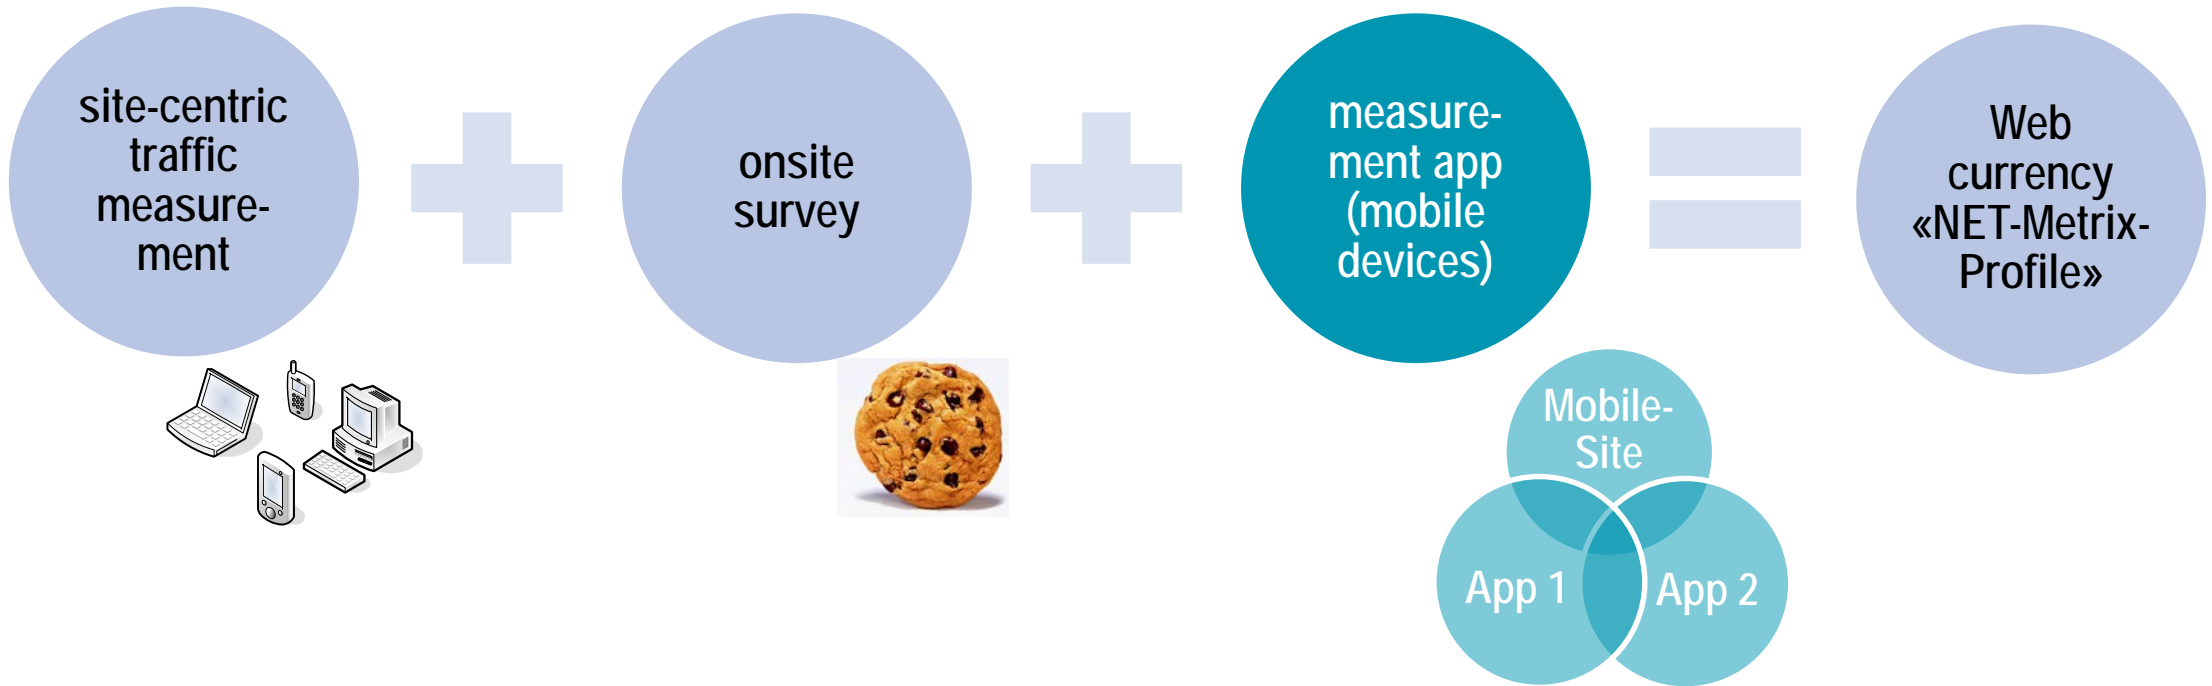 site-centric
traffic
measure-
ment
onsite
survey
measure-
ment app
(mobile
devices)
Web
currency
«NET-Metrix-
Profile»
Mobile-
Site
App 1
App 2